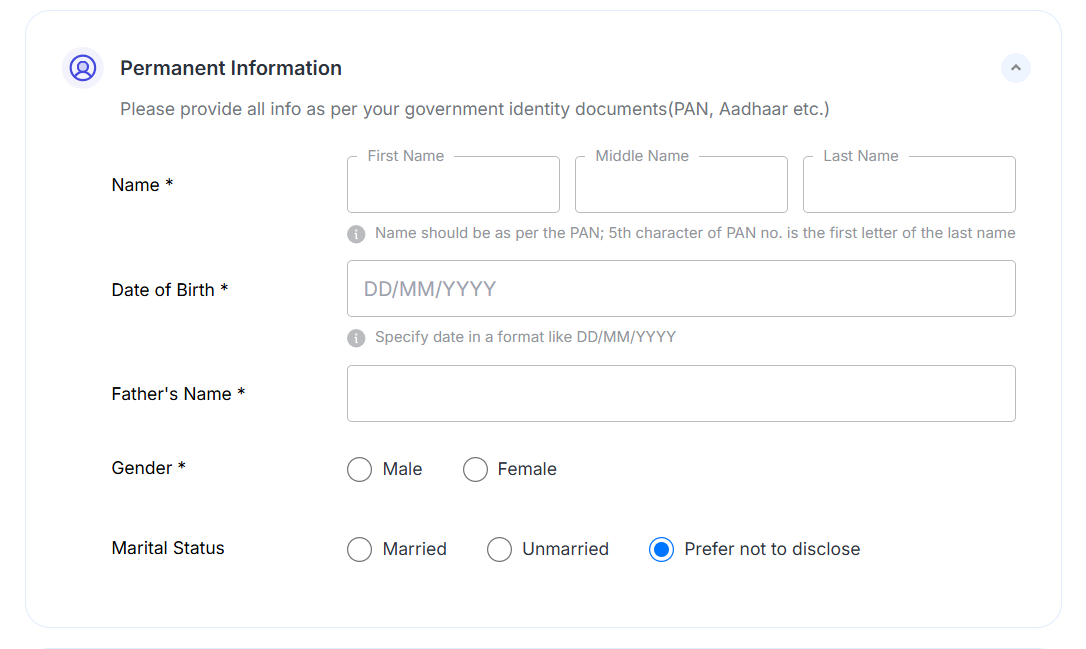 Permanent Information
Please provide all info as per your government identity documents(PAN, Aadhaar etc.)
Name *
First Name
Middle Name
Last Name
Name should be as per the PAN; 5th character of PAN no. is the first letter of the last name
Date of Birth *
DD/MM/YYYY
Specify date in a format like DD/MM/YYYY
Father's Name *
Gender *
Male
Female
Marital Status
Married
Unmarried
Prefer not to disclose